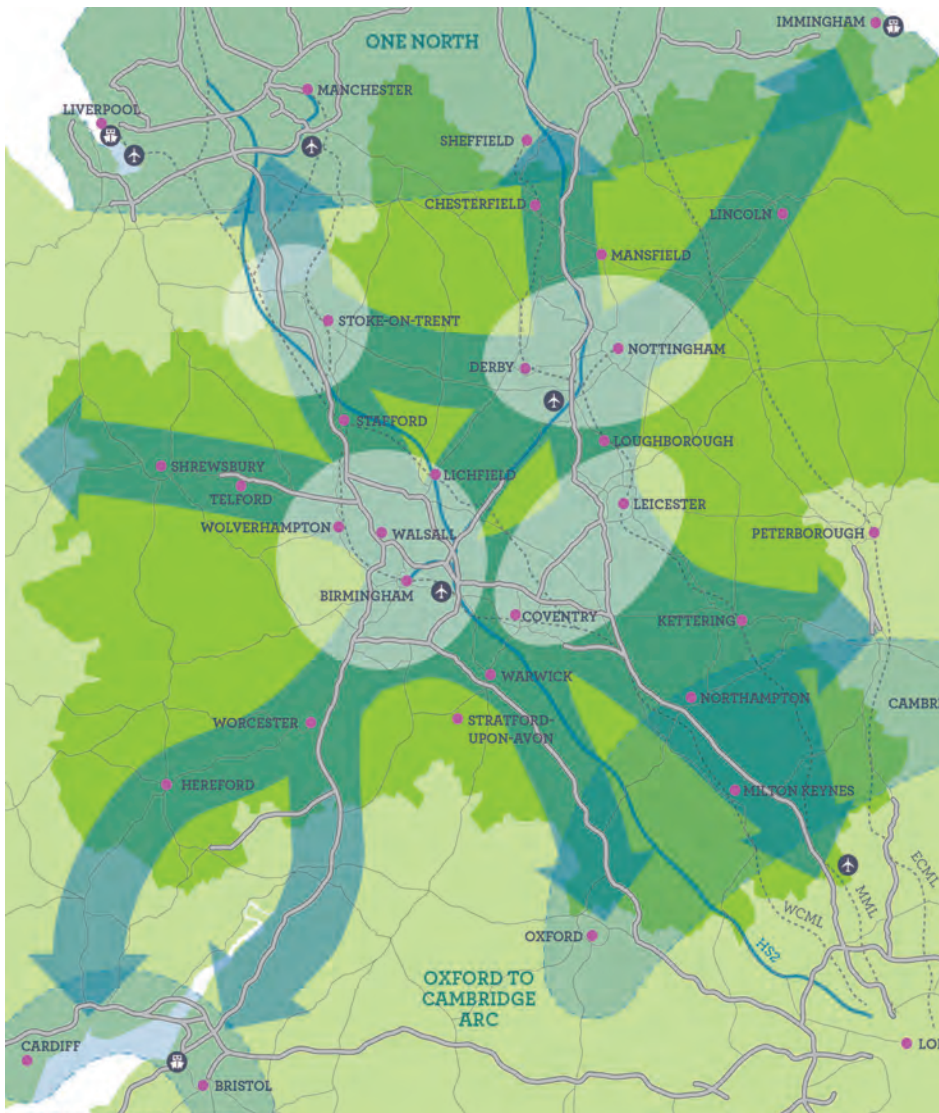 IMMINGHAM
ONE NORTH
MANCHESTER
LIVERPOOL
SHEFFIELD
CHESTERFIELD
LINCOLN
MANSFIELD
STOKE-ON-TRENT
NOTTINGHAM
DERBY
STAFFORD
LOUGHBOROUGH
SHREWSBURY
LICHFIELD
TELFORD
LEICESTER
WOLVERHAMPTON
WALSALL
PETERBOROUGH
BIRMINGHAM
COVENTRY
KETTERING
WARWICK
NORTHAMPTON
CAMBR
WORCESTER
STRATFORD-
UPON-AVON
HEREFORD
MILTON KEYNES
ECML
MML
WCML
OXFORD
HS2
OXFORD TO
CAMBRIDGE
ARC
CARDIFF
LO
BRISTOL